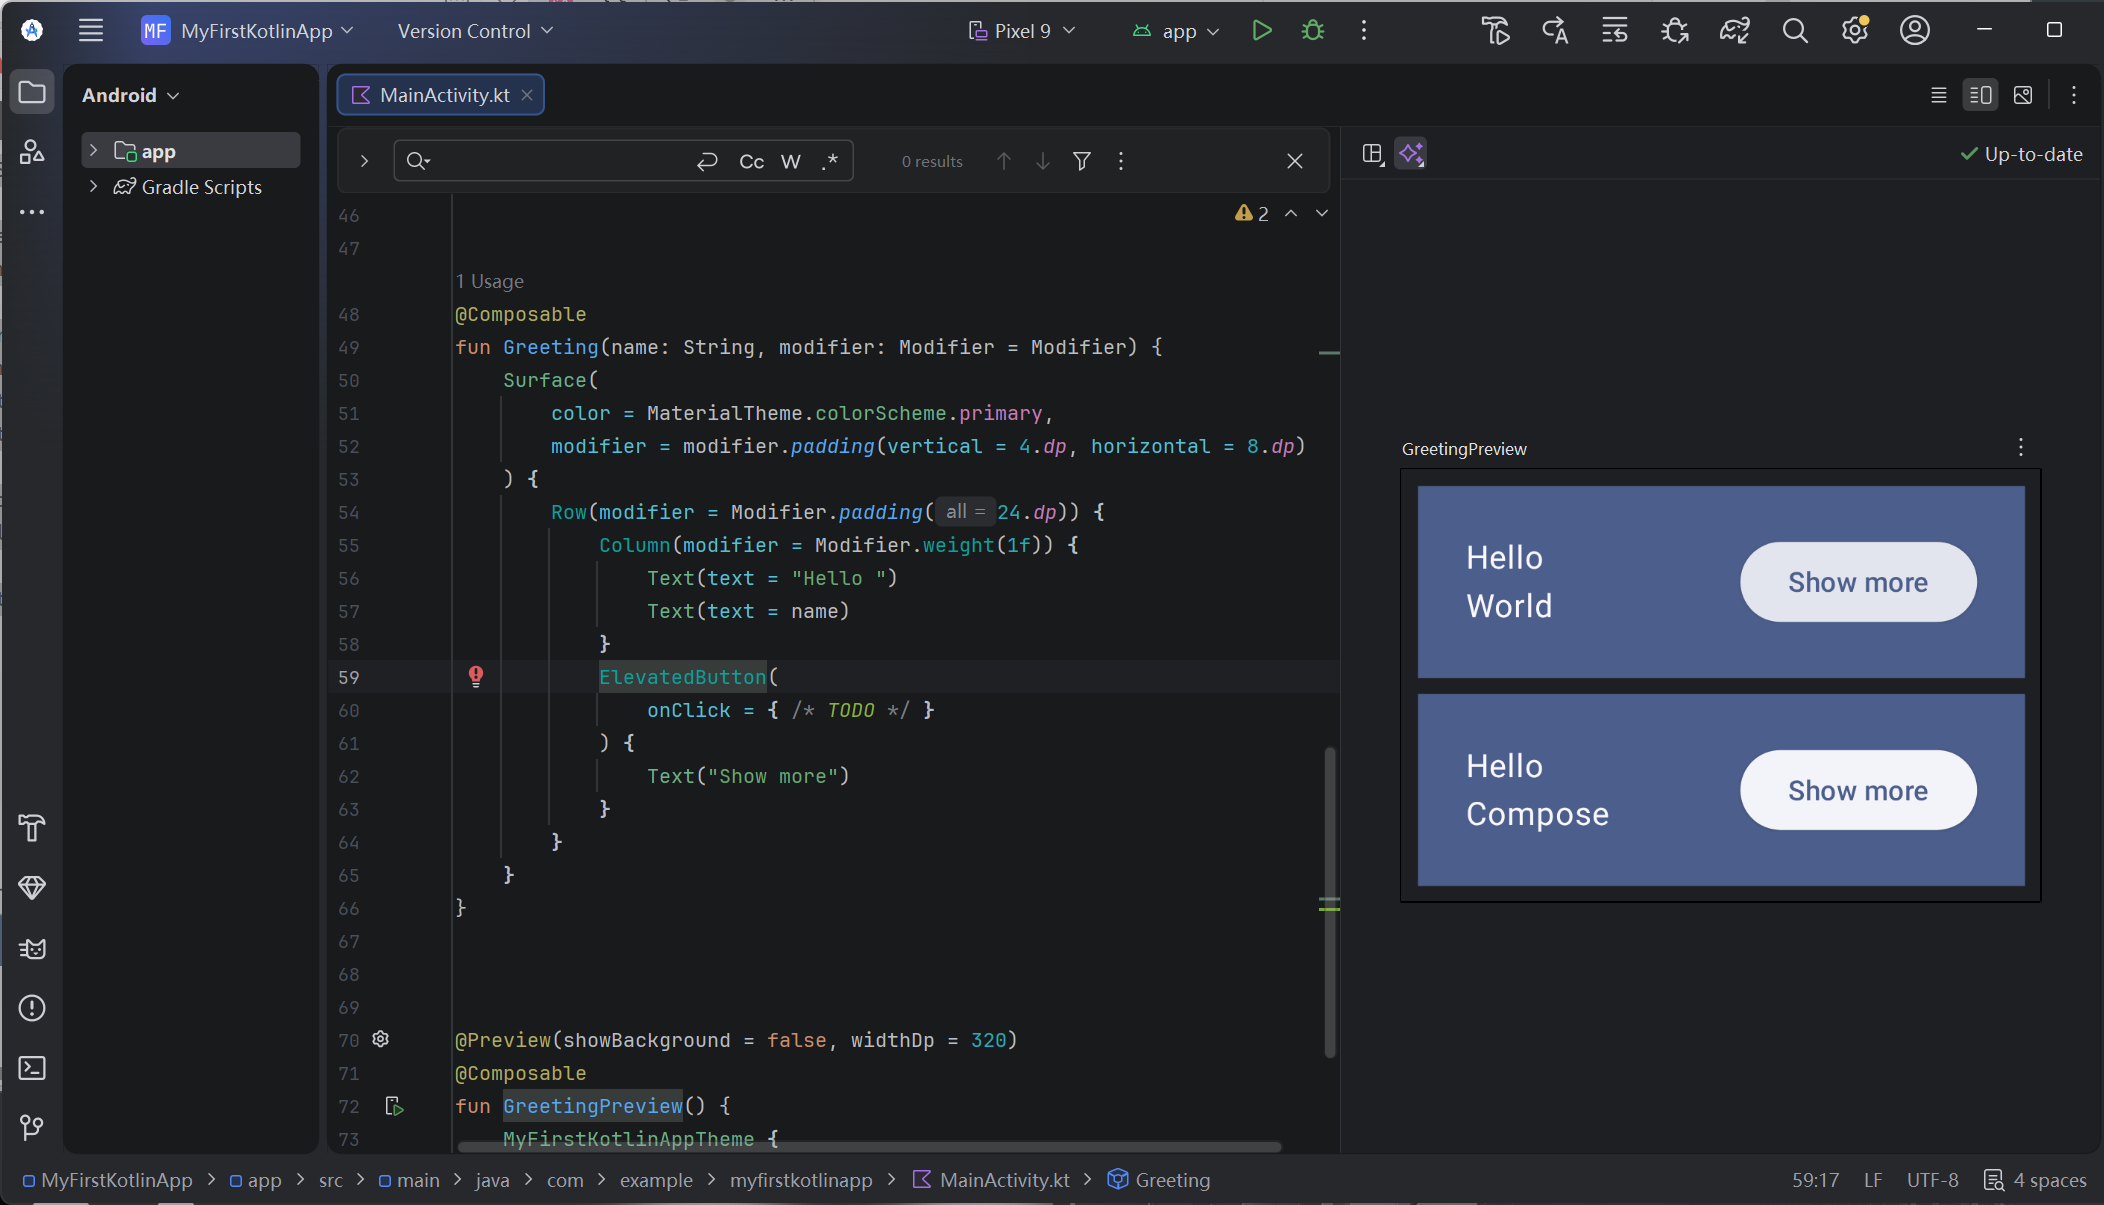 MF MyFirstKotlinApp Version Control Pixel 9 app
Android
app
Gradle Scripts
MainActivity.kt
Cc W .* 0 results
2
46
47
1 Usage
48 @Composable
49 fun Greeting(name: String, modifier: Modifier = Modifier) {
50 Surface(
51 color = MaterialTheme.colorScheme.primary,
52 modifier = modifier.padding(vertical = 4.dp, horizontal = 8.dp)
53 ) {
54 Row(modifier = Modifier.padding( all = 24.dp)) {
55 Column(modifier = Modifier.weight(1f)) {
56 Text(text = "Hello ")
57 Text(text = name)
58 }
59 ElevatedButton(
60 onClick = { /* TODO */ }
61 ) {
62 Text("Show more")
63 }
64 }
65 }
66 }
67
68
69
70 @Preview(showBackground = false, widthDp = 320)
71 @Composable
72 fun GreetingPreview() {
73 MyFirstKotlinAppTheme {
Up-to-date
GreetingPreview
Hello
World
Show more
Hello
Compose
Show more
MyFirstKotlinApp > app > src > main > java > com > example > myfirstkotlinapp > MainActivity.kt > Greeting
59:17 LF UTF-8 4 spaces